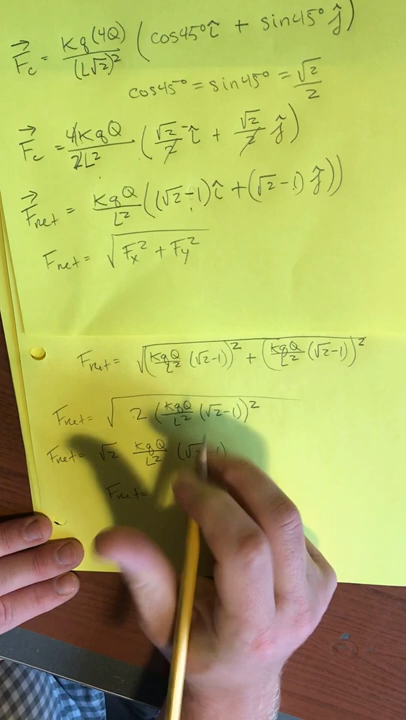 F⃗c = Kq(4Q)/(L√2)² (cos45°î + sin45°ĵ)
cos45° = sin45° = √2/2
F⃗c = 4KqQ/2L² (√2/2 î + √2/2 ĵ)
F⃗net = KqQ/L² ((√2-1)î + (√2-1)ĵ))
Fnet = √(Fx² + Fy²)
Fnet = √((KqQ/L² (√2-1))² + (KqQ/L² (√2-1))²)
Fnet = √(2 (KqQ/L² (√2-1))²)
Fnet = √2 KqQ/L² (√2-1)
Fnet =